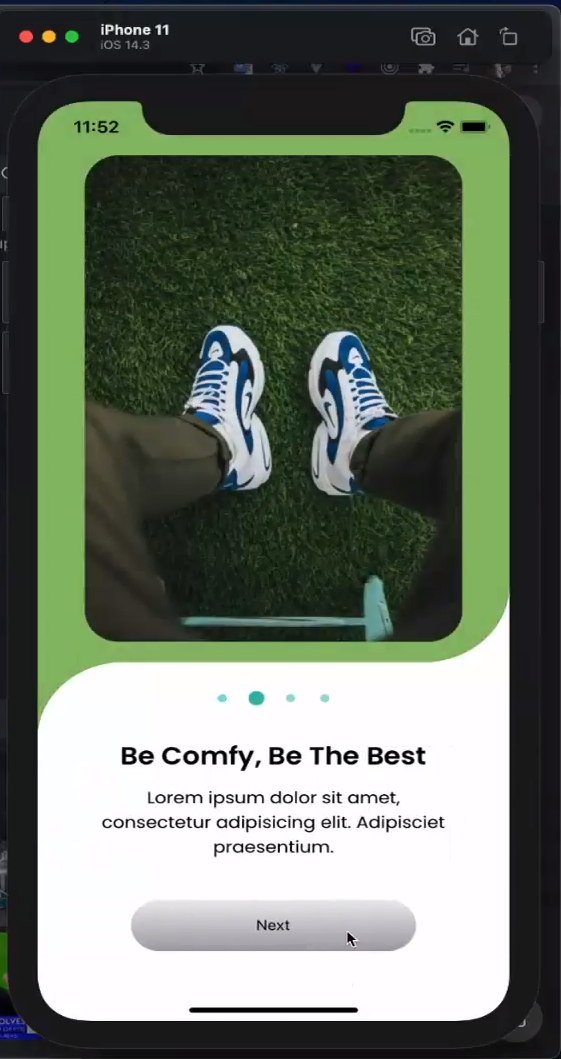 iPhone 11
iOS 14.3
11:52
Be Comfy, Be The Best
Lorem ipsum dolor sit amet,
consectetur adipisicing elit. Adipisciet
praesentium.
Next